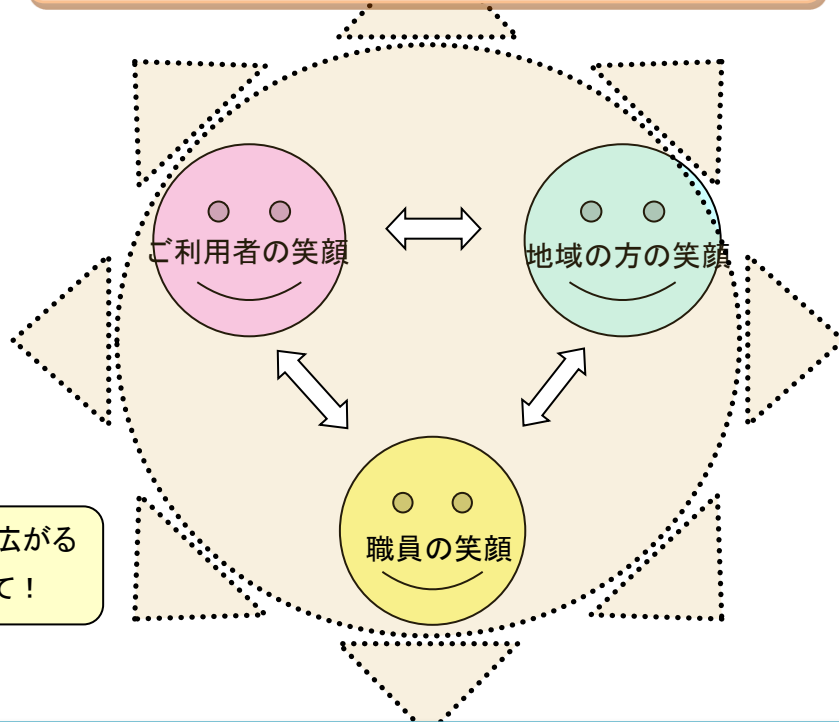 ご利用者の笑顔
地域の方の笑顔
職員の笑顔
広がる
て！